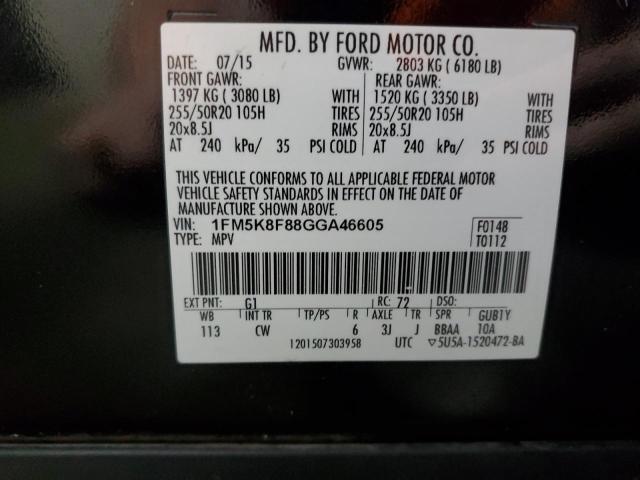 MFD. BY FORD MOTOR CO.
DATE: 07/15 GVWR: 2803 KG ( 6180 LB)
FRONT GAWR: REAR GAWR:
1397 KG ( 3080 LB) WITH 1520 KG ( 3350 LB) WITH
255/50R20 105H TIRES 255/50R20 105H TIRES
20x8.5J RIMS 20x8.5J RIMS
AT 240 kPa/ 35 PSI COLD AT 240 kPa/ 35 PSI COLD
THIS VEHICLE CONFORMS TO ALL APPLICABLE FEDERAL MOTOR
VEHICLE SAFETY STANDARDS IN EFFECT ON THE DATE OF
MANUFACTURE SHOWN ABOVE.
VIN: 1FM5K8F88GGA46605 F0148
TYPE: MPV T0112
EXT PNT: G1 RC: 72 DSO:
WB INT TR TP/PS R AXLE TR SPR GUB1Y
113 CW 6 3J J BBAA 10A
1201507303958 UTC ▽5U5A-1520472-BA